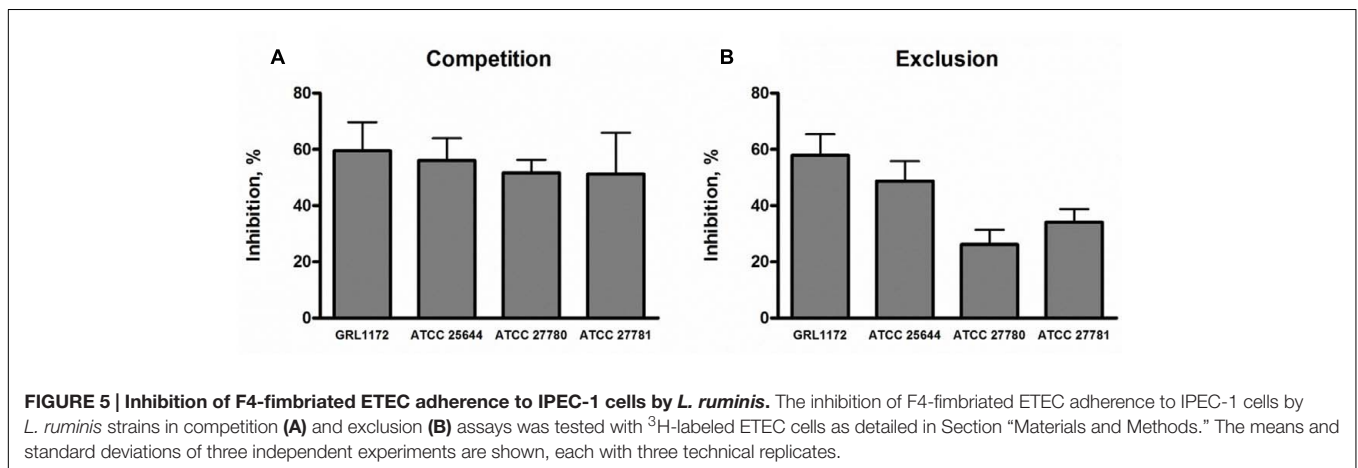 A
Competition
Inhibition, %
80
60
40
20
0
GRL1172 ATCC 25644 ATCC 27780 ATCC 27781
B
Exclusion
Inhibition, %
80
60
40
20
0
GRL1172 ATCC 25644 ATCC 27780 ATCC 27781
FIGURE 5 | Inhibition of F4-fimbriated ETEC adherence to IPEC-1 cells by L. ruminis. The inhibition of F4-fimbriated ETEC adherence to IPEC-1 cells by
L. ruminis strains in competition (A) and exclusion (B) assays was tested with ³H-labeled ETEC cells as detailed in Section “Materials and Methods.” The means and
standard deviations of three independent experiments are shown, each with three technical replicates.